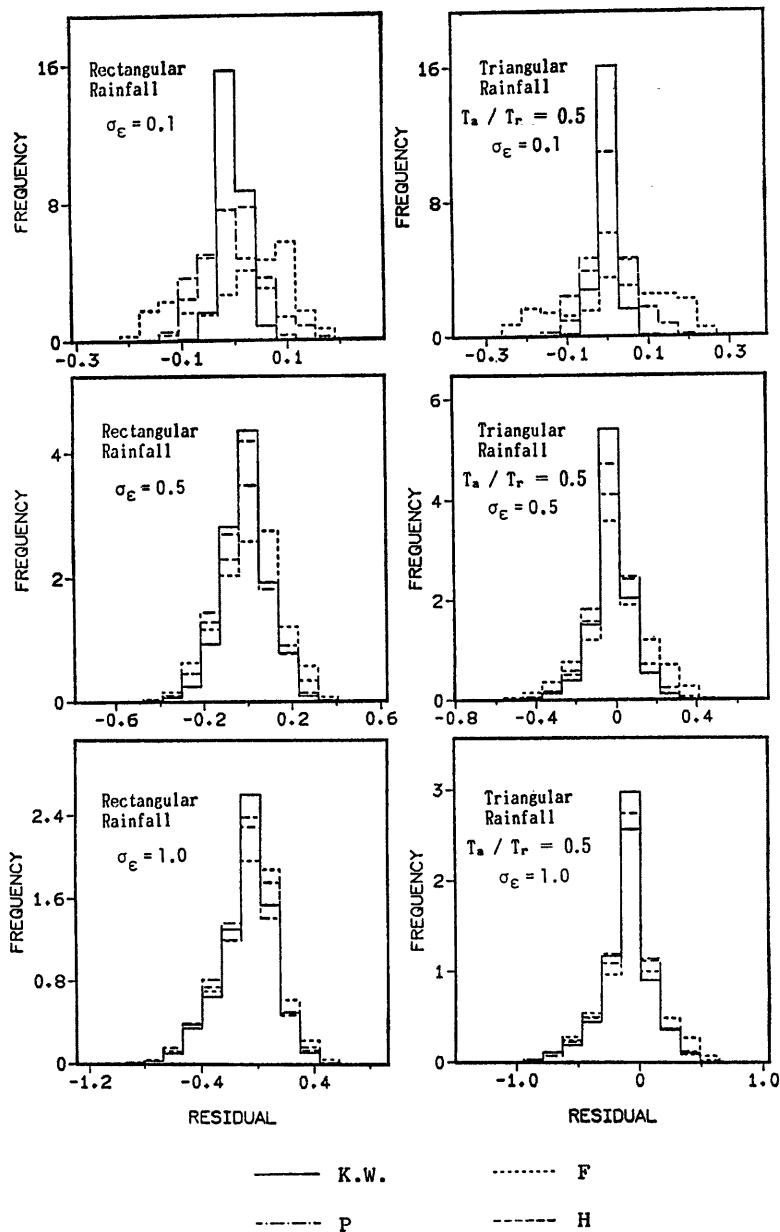 16
8
0
FREQUENCY
Rectangular
Rainfall
σε = 0.1
-0.3
-0.1
0.1
16
8
0
FREQUENCY
Triangular
Rainfall
Ta / Tr = 0.5
σε = 0.1
-0.3
-0.1
0.1
0.3
4
2
0
FREQUENCY
Rectangular
Rainfall
σε = 0.5
-0.6
-0.2
0.2
0.6
6
4
2
0
FREQUENCY
Triangular
Rainfall
Ta / Tr = 0.5
σε = 0.5
-0.8
-0.4
0
0.4
2.4
1.6
0.8
0
FREQUENCY
Rectangular
Rainfall
σε = 1.0
-1.2
-0.4
0.4
RESIDUAL
3
2
1
0
FREQUENCY
Triangular
Rainfall
Ta / Tr = 0.5
σε = 1.0
-1.0
0
1.0
RESIDUAL
K.W.
F
P
H